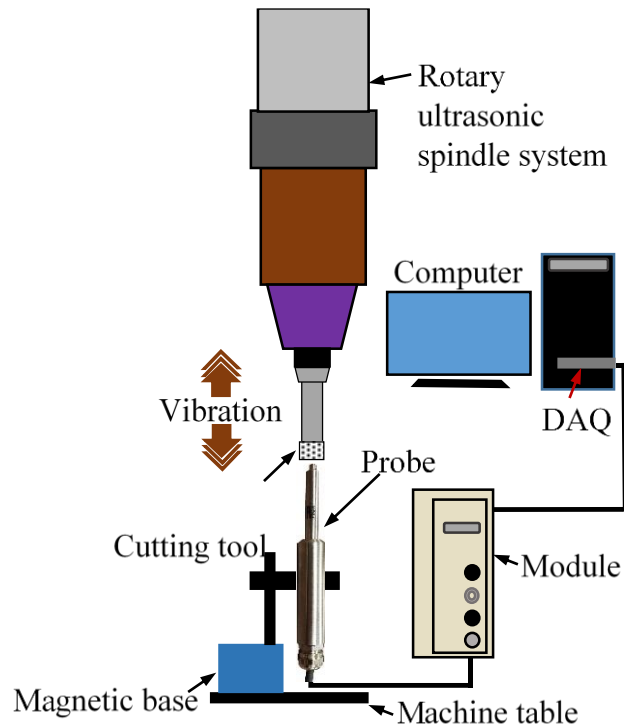 Rotary
ultrasonic
spindle system
Computer
Vibration
DAQ
Probe
Cutting tool
Module
Magnetic base
Machine table